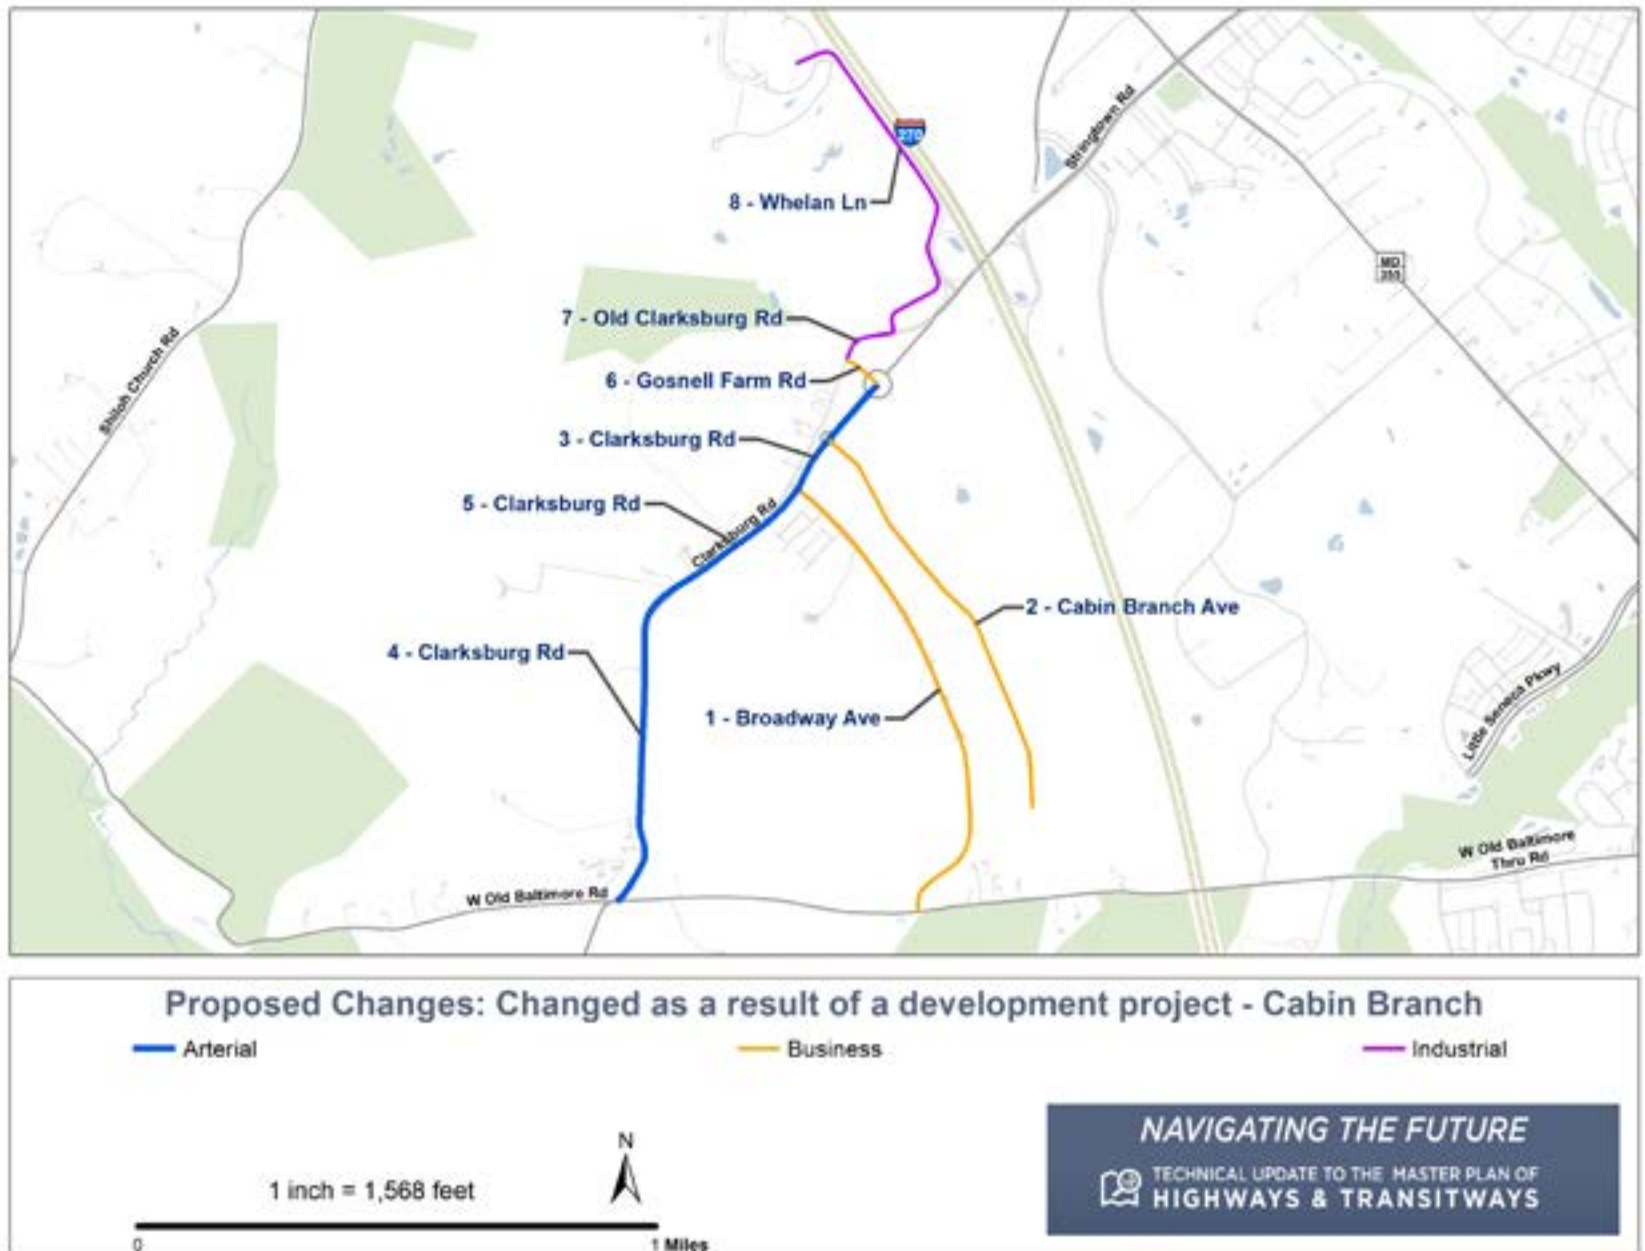 270
Stringtown Rd
8 - Whelan Ln
MD
355
7 - Old Clarksburg Rd
Shiloh Church Rd
6 - Gosnell Farm Rd
3 - Clarksburg Rd
5 - Clarksburg Rd
Clarksburg Rd
2 - Cabin Branch Ave
4 - Clarksburg Rd
1 - Broadway Ave
Little Seneca Pkwy
W Old Baltimore
Thru Rd
W Old Baltimore Rd
Proposed Changes: Changed as a result of a development project - Cabin Branch
Arterial
Business
Industrial
NAVIGATING THE FUTURE
TECHNICAL UPDATE TO THE MASTER PLAN OF
HIGHWAYS & TRANSITWAYS
N
1 inch = 1,568 feet
0
1 Miles